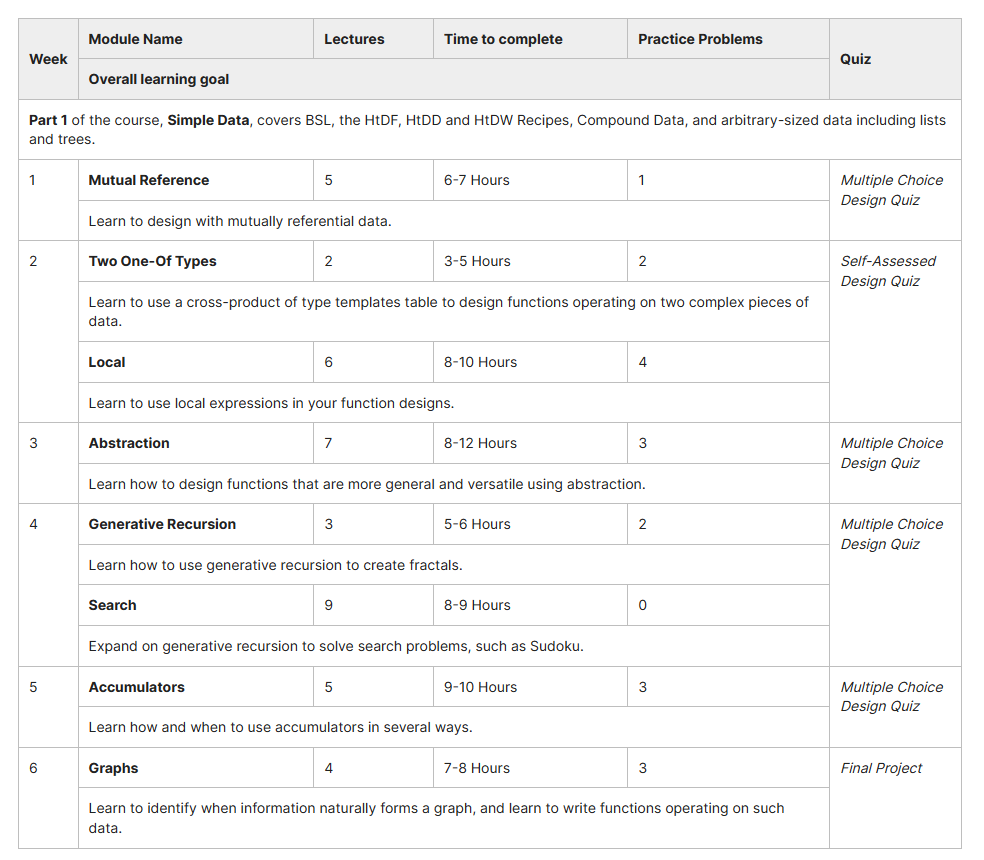 Week
Module Name
Lectures
Time to complete
Practice Problems
Quiz
Overall learning goal
Part 1 of the course, Simple Data, covers BSL, the HtDF, HtDD and HtDW Recipes, Compound Data, and arbitrary-sized data including lists
and trees.
1
Mutual Reference
5
6-7 Hours
1
Multiple Choice
Design Quiz
Learn to design with mutually referential data.
2
Two One-Of Types
2
3-5 Hours
2
Self-Assessed
Design Quiz
Learn to use a cross-product of type templates table to design functions operating on two complex pieces of
data.
Local
6
8-10 Hours
4
Learn to use local expressions in your function designs.
3
Abstraction
7
8-12 Hours
3
Multiple Choice
Design Quiz
Learn how to design functions that are more general and versatile using abstraction.
4
Generative Recursion
3
5-6 Hours
2
Multiple Choice
Design Quiz
Learn how to use generative recursion to create fractals.
Search
9
8-9 Hours
0
Expand on generative recursion to solve search problems, such as Sudoku.
5
Accumulators
5
9-10 Hours
3
Multiple Choice
Design Quiz
Learn how and when to use accumulators in several ways.
6
Graphs
4
7-8 Hours
3
Final Project
Learn to identify when information naturally forms a graph, and learn to write functions operating on such
data.